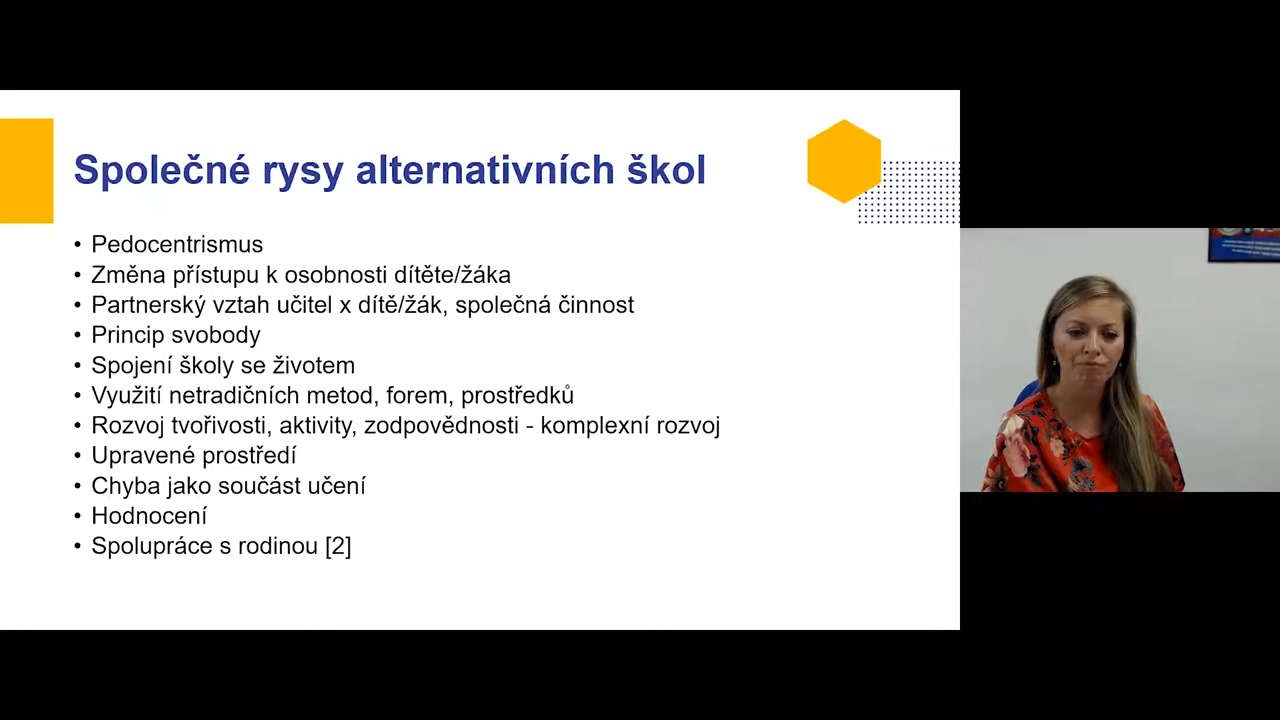 Společné rysy alternativních škol
• Pedocentrismus
• Změna přístupu k osobnosti dítěte/žáka
• Partnerský vztah učitel x dítě/žák, společná činnost
• Princip svobody
• Spojení školy se životem
• Využití netradičních metod, forem, prostředků
• Rozvoj tvořivosti, aktivity, zodpovědnosti - komplexní rozvoj
• Upravené prostředí
• Chyba jako součást učení
• Hodnocení
• Spolupráce s rodinou [2]